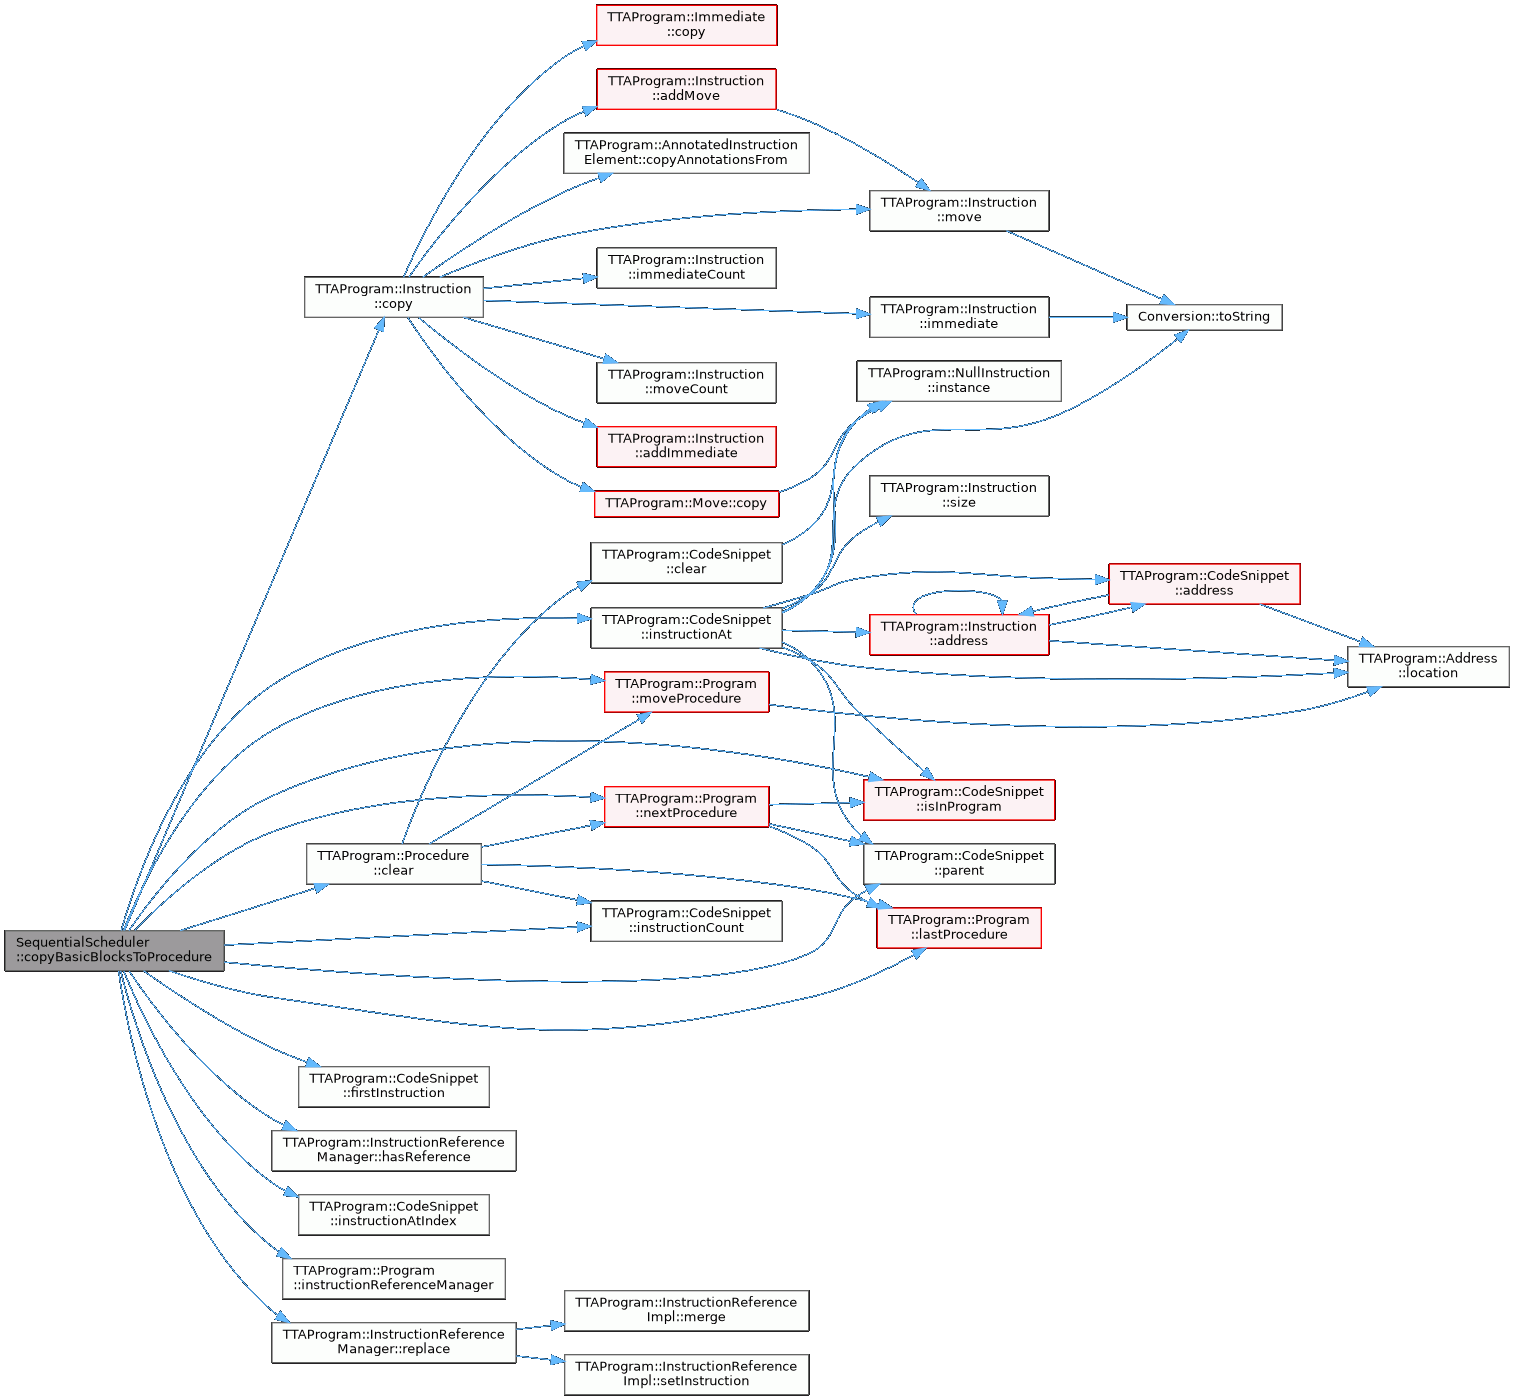 TTAProgram::Immediate
::copy
TTAProgram::Instruction
::addMove
TTAProgram::AnnotatedInstruction
Element::copyAnnotationsFrom
TTAProgram::Instruction
::move
TTAProgram::Instruction
::immediateCount
TTAProgram::Instruction
::copy
TTAProgram::Instruction
::immediate
Conversion::toString
TTAProgram::Instruction
::moveCount
TTAProgram::NullInstruction
::instance
TTAProgram::Instruction
::addImmediate
TTAProgram::Move::copy
TTAProgram::Instruction
::size
TTAProgram::CodeSnippet
::clear
TTAProgram::CodeSnippet
::address
TTAProgram::CodeSnippet
::instructionAt
TTAProgram::Instruction
::address
TTAProgram::Address
::location
TTAProgram::Program
::moveProcedure
TTAProgram::CodeSnippet
::isInProgram
TTAProgram::Program
::nextProcedure
TTAProgram::Procedure
::clear
TTAProgram::CodeSnippet
::parent
TTAProgram::CodeSnippet
::instructionCount
TTAProgram::Program
::lastProcedure
SequentialScheduler
::copyBasicBlocksToProcedure
TTAProgram::CodeSnippet
::firstInstruction
TTAProgram::InstructionReference
Manager::hasReference
TTAProgram::CodeSnippet
::instructionAtIndex
TTAProgram::Program
::instructionReferenceManager
TTAProgram::InstructionReference
Impl::merge
TTAProgram::InstructionReference
Manager::replace
TTAProgram::InstructionReference
Impl::setInstruction